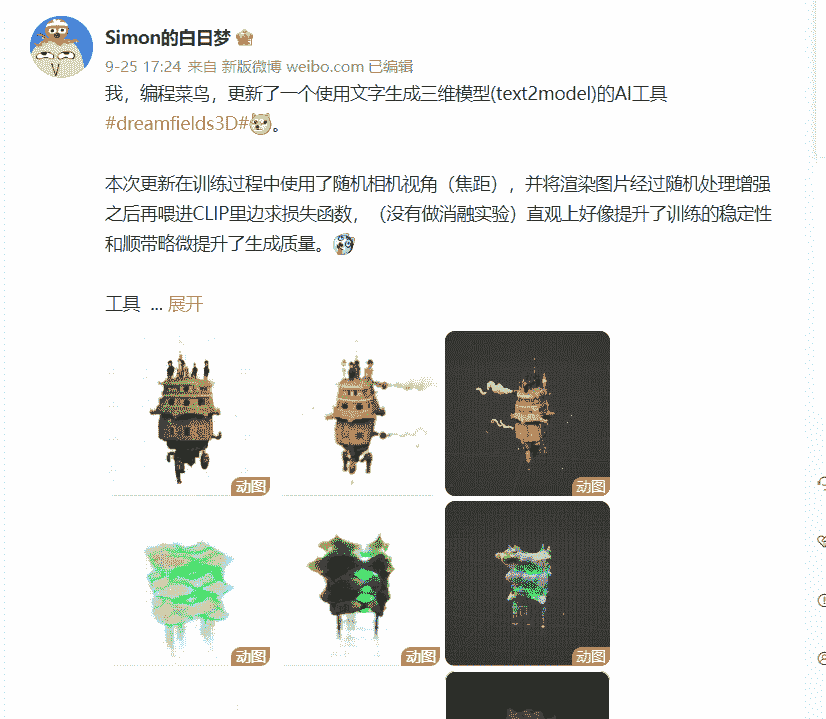 Simon的白日梦
9-25 17:24 来自 新版微博 weibo.com 已编辑
我，编程菜鸟，更新了一个使用文字生成三维模型(text2model)的AI工具
#dreamfields3D#。
本次更新在训练过程中使用了随机相机视角（焦距），并将渲染图片经过随机处理增强
之后再喂进CLIP里边求损失函数，（没有做消融实验）直观上好像提升了训练的稳定性
和顺带略微提升了生成质量。
工具 ... 展开
动图
动图
动图
动图
动图